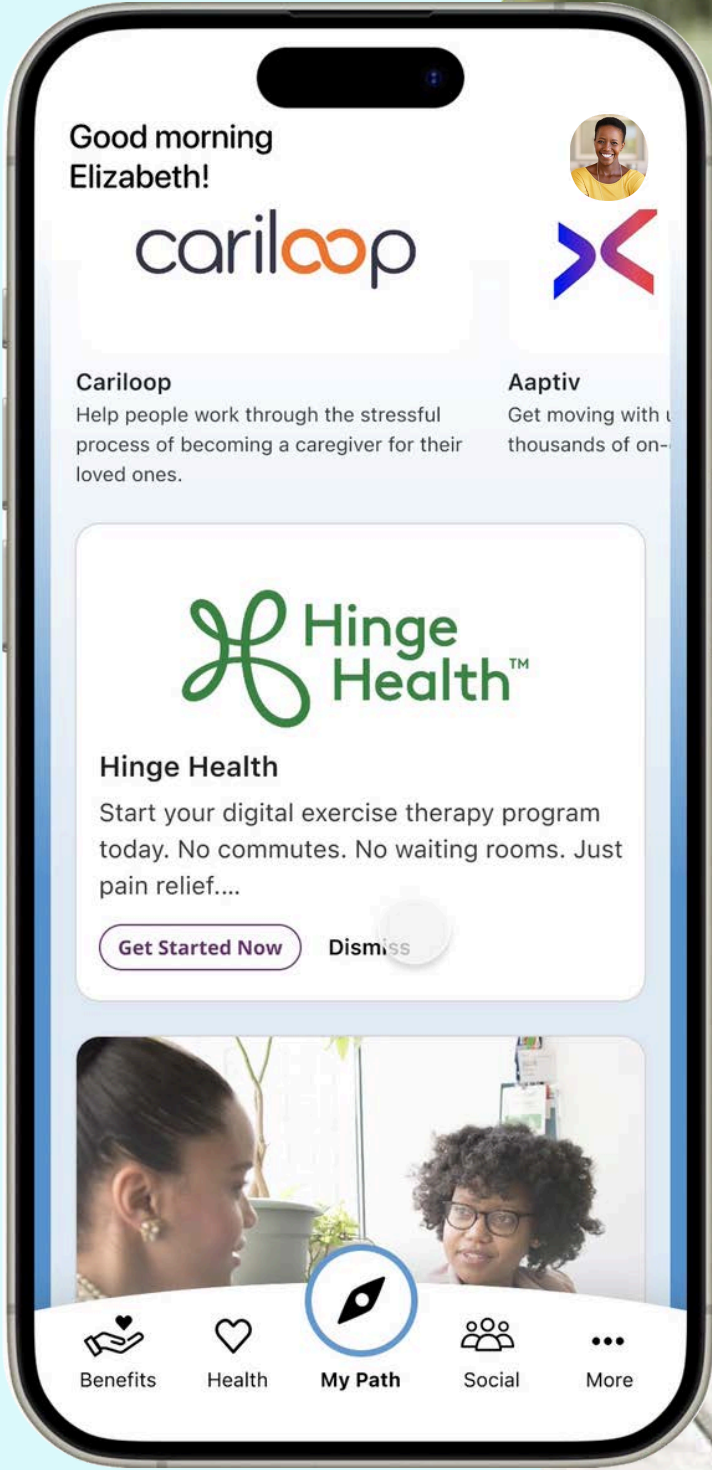 Good morning
Elizabeth!
cariloop
Cariloop
Help people work through the stressful
process of becoming a caregiver for their
loved ones.
Aaptiv
Get moving with
thousands of on-
Hinge
Health™
Hinge Health
Start your digital exercise therapy program
today. No commutes. No waiting rooms. Just
pain relief....
Get Started Now
Dismiss
Benefits
Health
My Path
Social
More